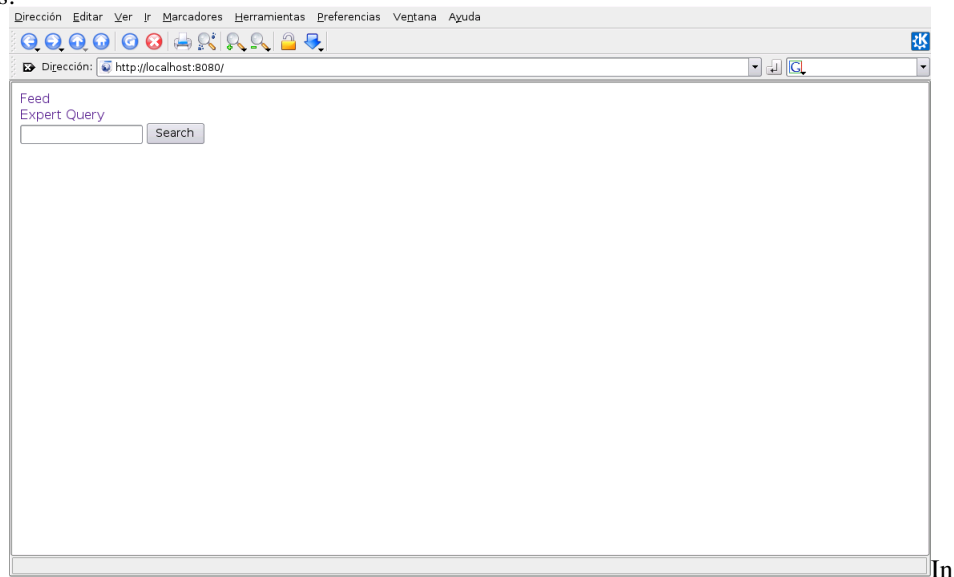 s.
Dirección Editar Ver Ir Marcadores Herramientas Preferencias Ventana Ayuda
Dirección: http://localhost:8080/
Feed
Expert Query
Search
In